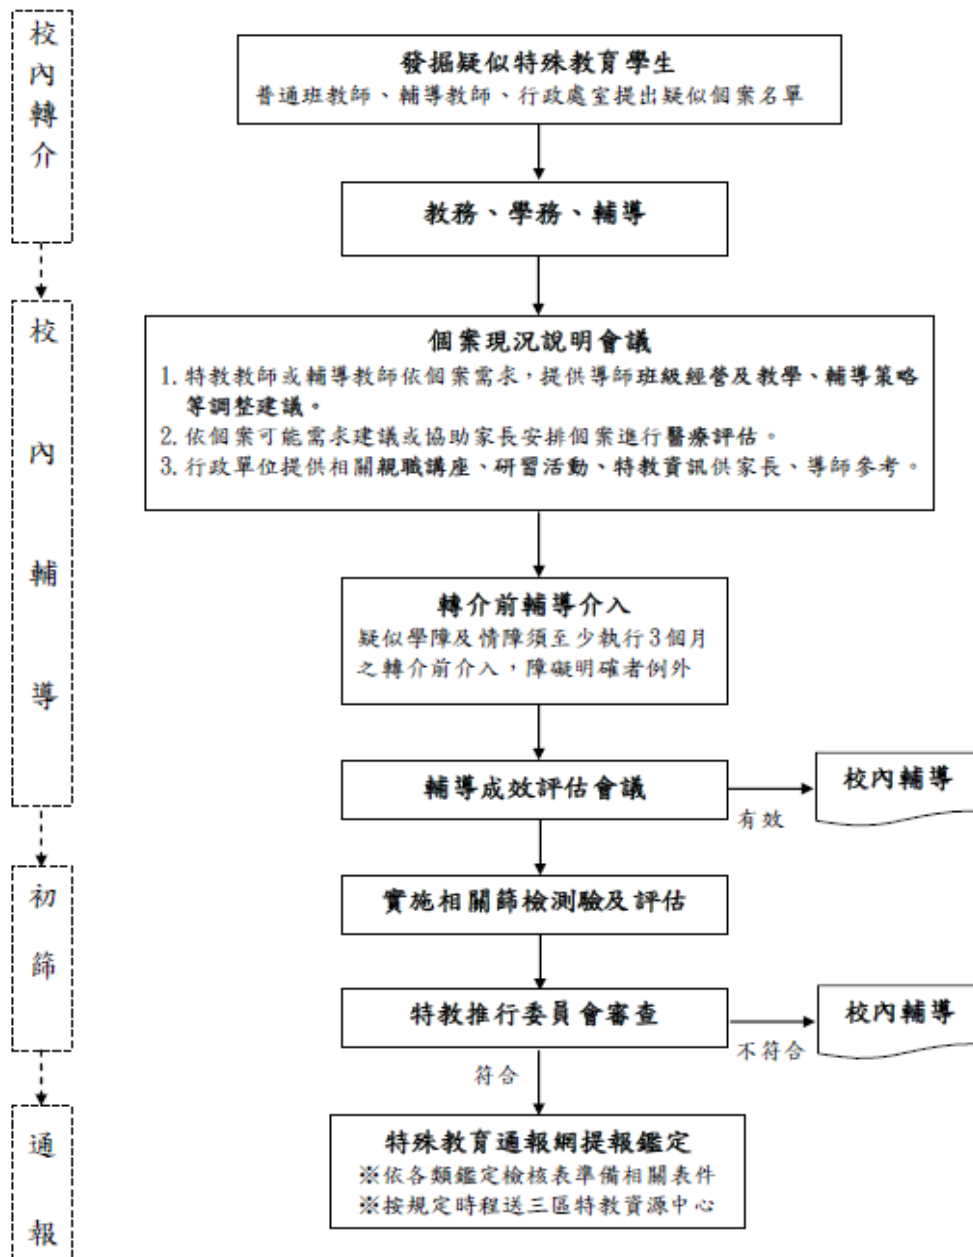 校內轉介
發掘疑似特殊教育學生
普通班教師、輔導教師、行政處室提出疑似個案名單
教務、學務、輔導
校內輔導
個案現況說明會議
1. 特教教師或輔導教師依個案需求，提供導師班級經營及教學、輔導策略
等調整建議。
2. 依個案可能需求建議或協助家長安排個案進行醫療評估。
3. 行政單位提供相關親職講座、研習活動、特教資訊供家長、導師參考。
轉介前輔導介入
疑似學障及情障須至少執行3個月
之轉介前介入，障礙明確者例外
輔導成效評估會議
有效
校內輔導
初篩
實施相關篩檢測驗及評估
特教推行委員會審查
不符合
校內輔導
符合
通報
特殊教育通報網提報鑑定
※依各類鑑定檢核表準備相關表件
※按規定時程送三區特教資源中心